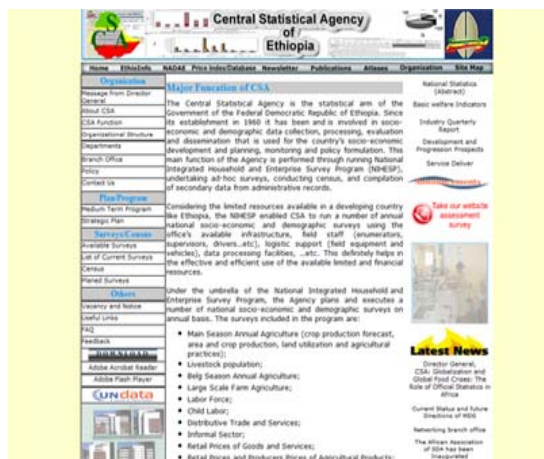 Central Statistical Agency
of
Ethiopia
Home EthioInfo NADAE Price Index/Database Newsletter Publications Atlases Organization Site Map
Organization
Message from Director
General
About CSA
CSA Function
Organizational Structure
Departments
Branch Office
Policy
Contact Us
Plan/Program
Medium Term Program
Strategic Plan
Surveys/Census
Available Surveys
List of Current Surveys
Census
Planed Surveys
Others
Vacancy and Notice
Useful Links
FAQ
Feedback
DOWNLOAD
Adobe Acrobat Reader
Adobe Flash Player
UNdata
Major Funcation of CSA
The Central Statistical Agency is the statistical arm of the
Government of the Federal Democratic Republic of Ethiopia. Since
its establishment in 1960 it has been and is involved in socio-
economic and demographic data collection, processing, evaluation
and dissemination that is used for the country's socio-economic
development and planning, monitoring and policy formulation. This
main function of the Agency is performed through running National
Integrated Household and Enterprise Survey Program (NIHESP),
undertaking ad-hoc surveys, conducting census, and compilation
of secondary data from administrative records.
Considering the limited resources available in a developing country
like Ethiopia, the NIHESP enabled CSA to run a number of annual
national socio-economic and demographic surveys using the
office's available infrastructure, field staff (enumerators,
supervisors, drivers..etc), logistic support (field equipment and
vehicles), data processing facilities, ..etc. This definitely helps in
the effective and efficient use of the available limited and financial
resources.
Under the umbrella of the National Integrated Household and
Enterprise Survey Program, the Agency plans and executes a
number of national socio-economic and demographic surveys on
annual basis. The surveys included in the program are:
Main Season Annual Agriculture (crop production forecast,
area and crop production, land utilization and agricultural
practices);
Livestock population;
Belg Season Annual Agriculture;
Large Scale Farm Agriculture;
Labor Force;
Child Labor;
Distributive Trade and Services;
Informal Sector;
Retail Prices of Goods and Services;
Retail Prices and Producers Prices of Agricultural Products;
National Statistics
(Abstract)
Basic welfare Indicators
Industry Quarterly
Report
Development and
Progression Prospects
Service Deliver
Take our website
assessment
survey
Latest News
Director General,
CSA: Globalization and
Global Food Crises: The
Role of Official Statistics in
Africa
Current Status and future
Directions of MDG
Networking branch office
The African Association
of SDA has been
Inaugurated